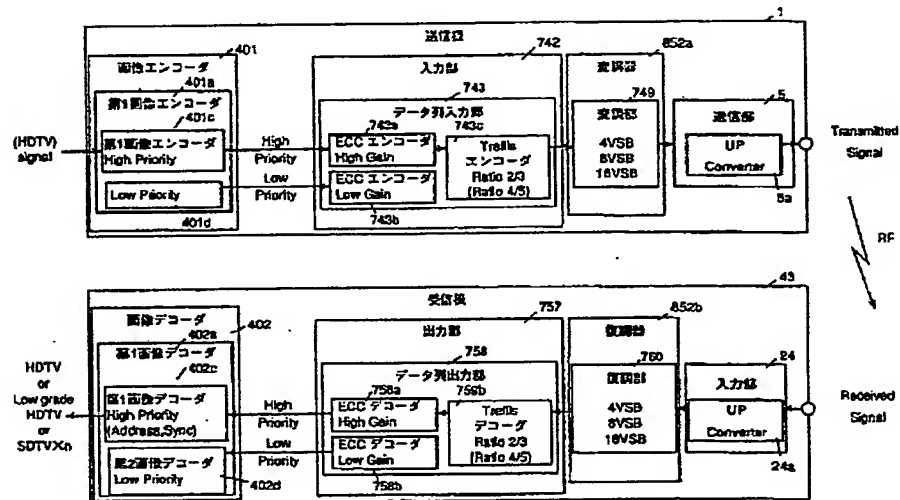 1
送信機
401
742
852a
画像エンコーダ
入力部
変調器
401a
743
749
第1画像エンコーダ
データ列入力部
変調部
5
401c
743a
743c
送信部
(HDTV)
signal
第1画像エンコーダ
High Priority
High
Priority
ECC エンコーダ
High Gain
Trellis
エンコーダ
Ratio 2/3
(Ratio 4/5)
4VSB
8VSB
16VSB
UP
Converter
Transmitted
Signal
Low Priority
Low
Priority
ECC エンコーダ
Low Gain
401d
743b
5a
RF
43
受信機
画像デコーダ
402
757
852b
出力部
復調器
402a
758
760
24
第1画像デコーダ
データ列出力部
復調部
入力部
402c
758a
759b
HDTV
or
Low grade
HDTV
or
SDTV×n
第1画像デコーダ
High Priority
(Address,Sync)
High
Priority
ECC デコーダ
High Gain
Trellis
デコーダ
Ratio 2/3
(Ratio 4/5)
4VSB
8VSB
16VSB
UP
Converter
Received
Signal
第2画像デコーダ
Low Priority
Low
Priority
ECC デコーダ
Low Gain
402d
758b
24a